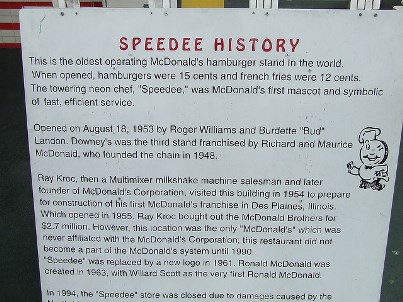 SPEEDEE HISTORY
This is the oldest operating McDonald's hamburger stand in the world.
When opened, hamburgers were 15 cents and french fries were 12 cents.
The towering neon chef, "Speedee," was McDonald's first mascot and symbolic
of fast, efficient service.
Opened on August 18, 1953 by Roger Williams and Burdette "Bud"
Landon. Downey's was the third stand franchised by Richard and Maurice
McDonald, who founded the chain in 1948.
Ray Kroc, then a Multimixer milkshake machine salesman and later
founder of McDonald's Corporation, visited this building in 1954 to prepare
for construction of his first McDonald's franchise in Des Plaines, Illinois.
Which opened in 1955. Ray Kroc bought out the McDonald Brothers for
$2.7 million. However, this location was the only "McDonald's" which was
never affiliated with the McDonald's Corporation; this restaurant did not
become a part of the McDonald's system until 1990.
"Speedee" was replaced by a new logo in 1961. Ronald McDonald was
created in 1963, with Willard Scott as the very first Ronald McDonald.
In 1994, the "Speedee" store was closed due to damages caused by the